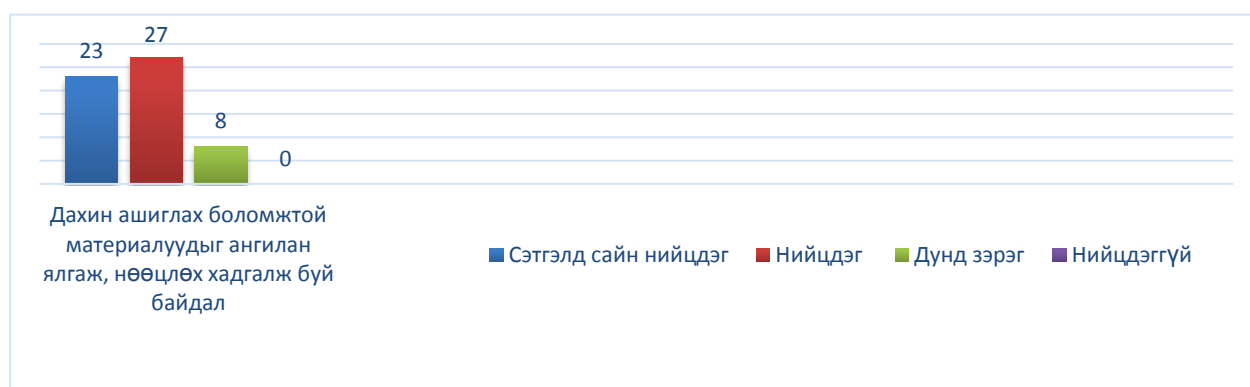 23
27
8
0
Дахин ашиглах боломжтой
материалуудыг ангилан
ялгаж, нөөцлөх хадгалж буй
байдал
Сэтгэлд сайн нийцдэг
Нийцдэг
Дунд зэрэг
Нийцдэггүй